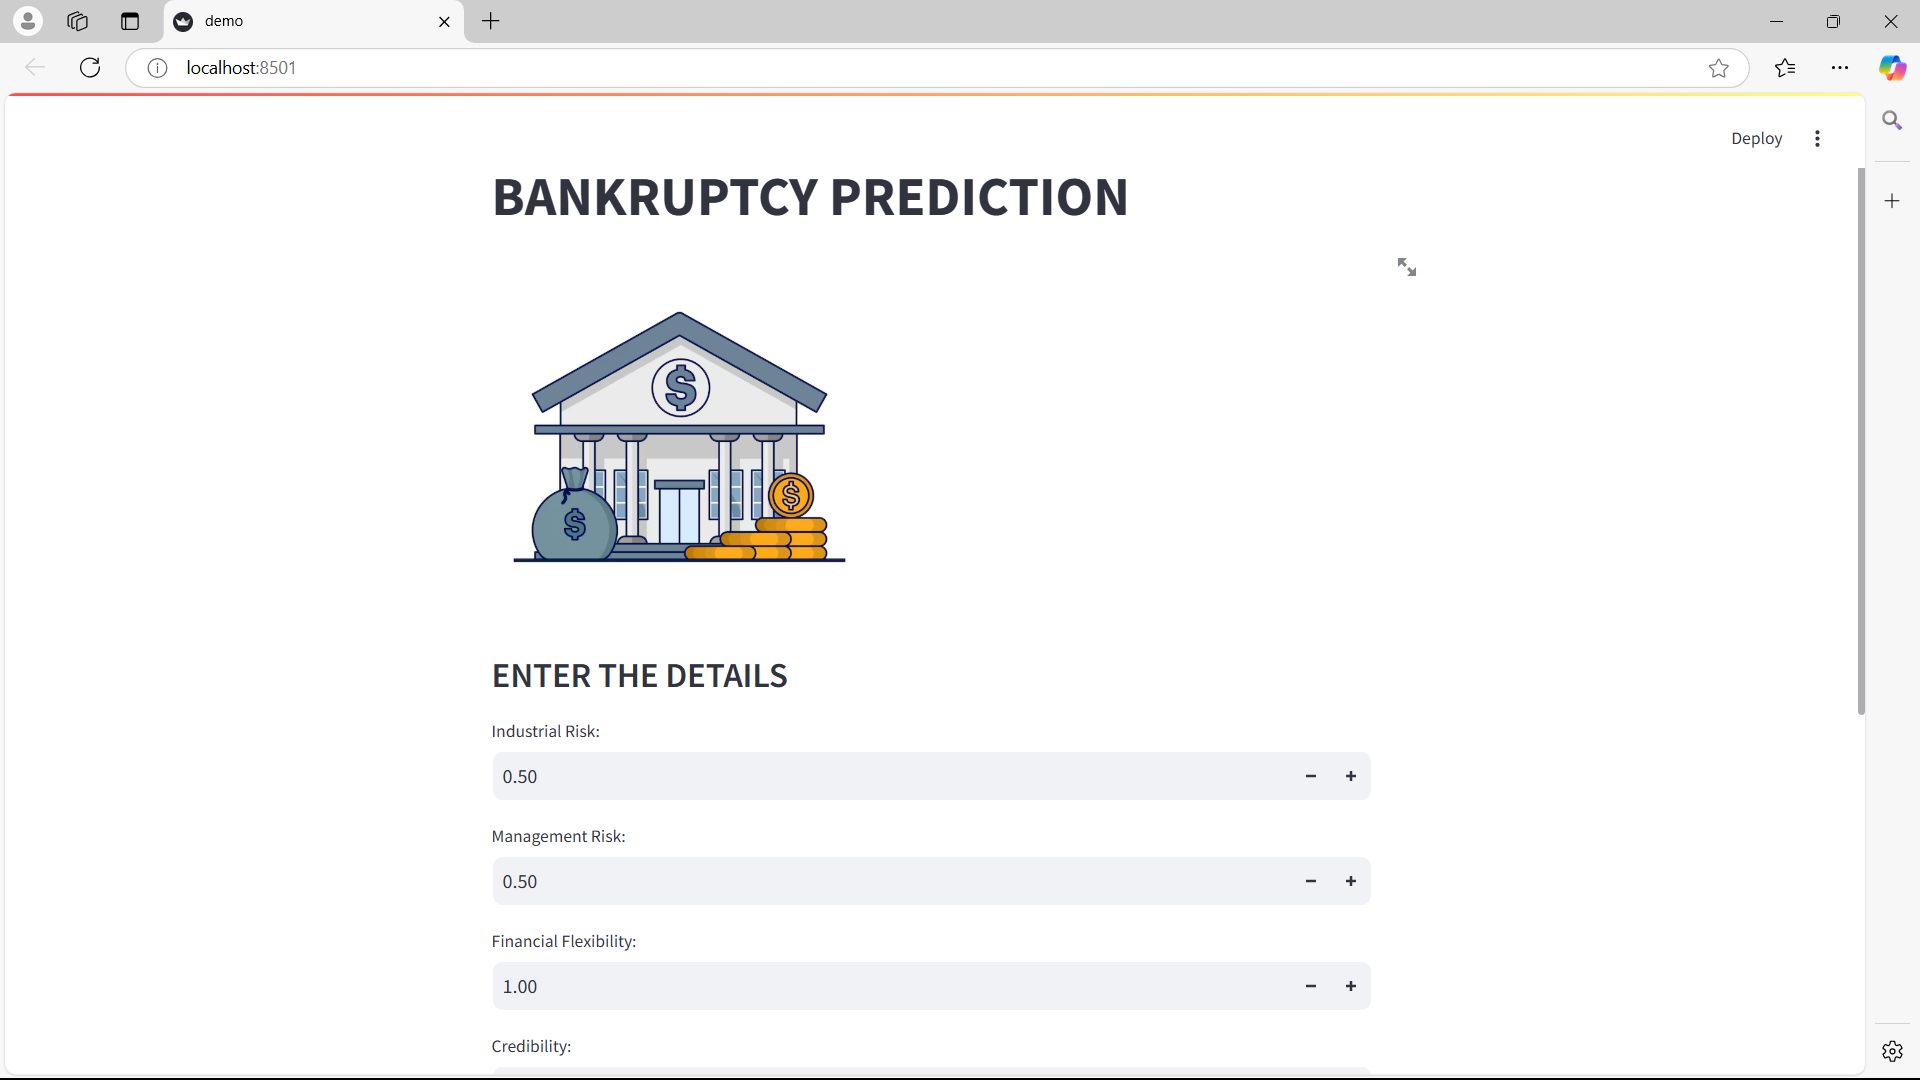 demo
localhost:8501
Deploy
BANKRUPTCY PREDICTION
$
$
$
ENTER THE DETAILS
Industrial Risk:
0.50
Management Risk:
0.50
Financial Flexibility:
1.00
Credibility: